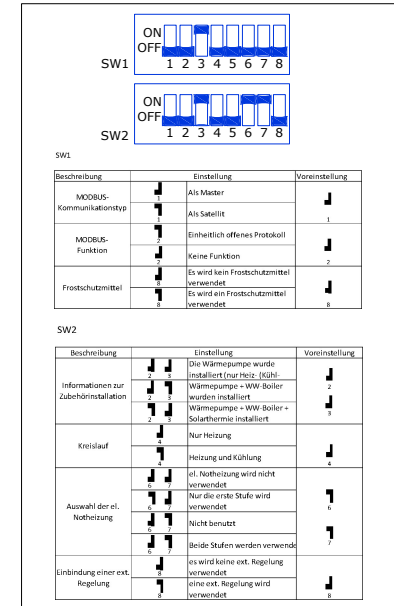 ON
OFF
SW1 1 2 3 4 5 6 7 8
ON
OFF
SW2 1 2 3 4 5 6 7 8
SW1
Beschreibung Einstellung Voreinstellung
MODBUS-
Kommunikationstyp
1 Als Master
1 Als Satellit
1
MODBUS-
Funktion
2 Einheitlich offenes Protokoll
2 Keine Funktion
2
Frostschutzmittel
8 Es wird kein Frostschutzmittel
verwendet
8 Es wird ein Frostschutzmittel
verwendet
8
SW2
Beschreibung Einstellung Voreinstellung
Informationen zur
Zubehörinstallation
2 3 Die Wärmepumpe wurde
installiert (nur Heiz- (Kühl-
2 3 Wärmepumpe + WW-Boiler
wurden installiert
2 3 Wärmepumpe + WW-Boiler +
Solarthermie installiert
2
3
Kreislauf
4 Nur Heizung
4 Heizung und Kühlung
4
Auswahl der el.
Notheizung
6 7 el. Notheizung wird nicht
verwendet
6 7 Nur die erste Stufe wird
verwendet
6 7 Nicht benutzt
6 7 Beide Stufen werden verwende
6
7
Einbindung einer ext.
Regelung
8 es wird keine ext. Regelung
verwendet
8 eine ext. Regelung wird
verwendet
8